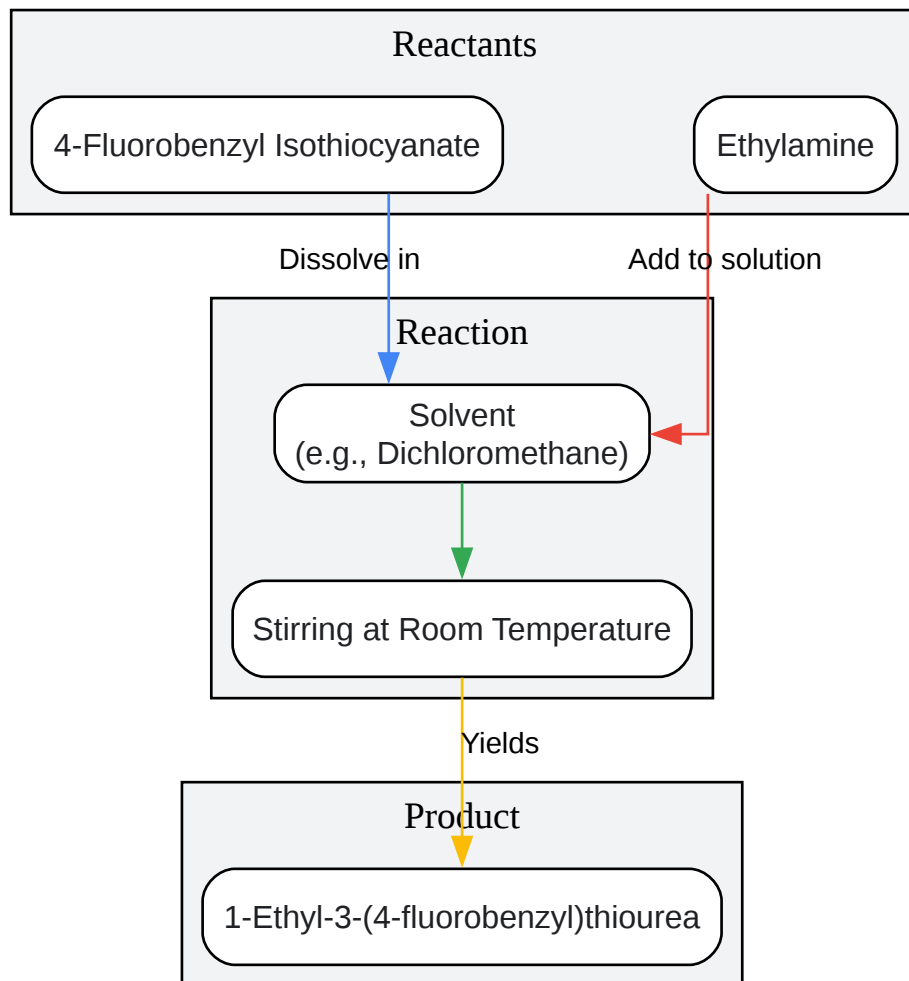 Reactants
4-Fluorobenzyl Isothiocyanate
Ethylamine
Dissolve in
Add to solution
Reaction
Solvent
(e.g., Dichloromethane)
Stirring at Room Temperature
Yields
Product
1-Ethyl-3-(4-fluorobenzyl)thiourea